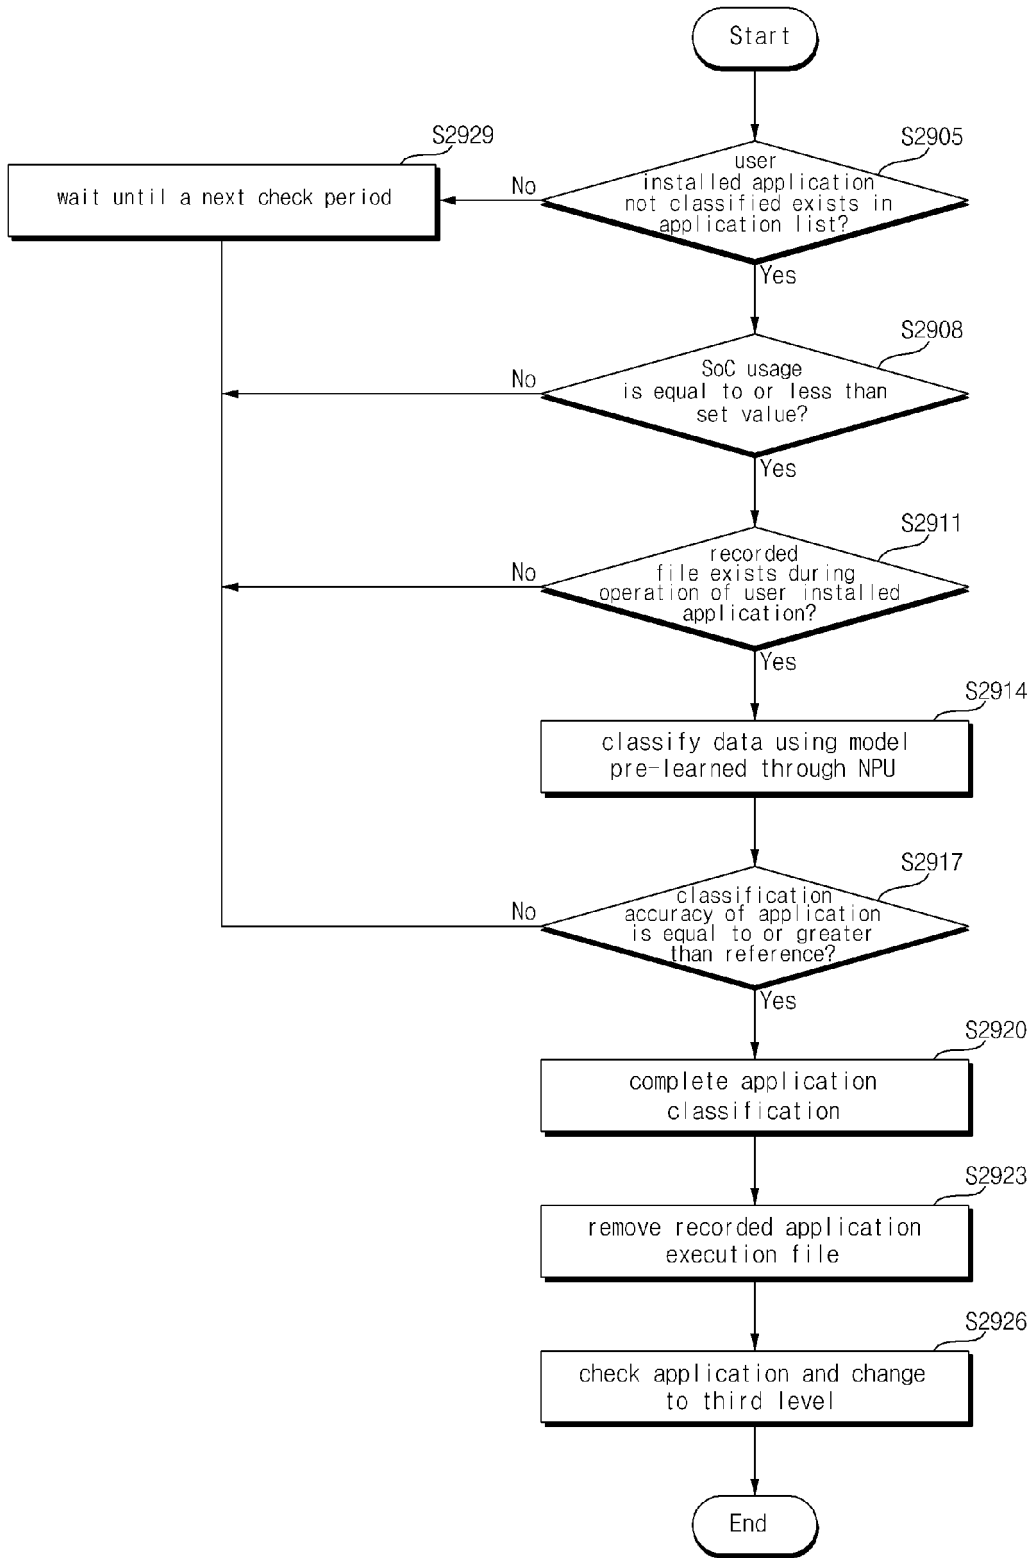 Start
S2929
wait until a next check period
No
S2905
user
installed application
not classified exists in
application list?
Yes
S2908
No
SoC usage
is equal to or less than
set value?
Yes
S2911
No
recorded
file exists during
operation of user installed
application?
Yes
S2914
classify data using model
pre-learned through NPU
S2917
No
classification
accuracy of application
is equal to or greater
than reference?
Yes
S2920
complete application
classification
S2923
remove recorded application
execution file
S2926
check application and change
to third level
End